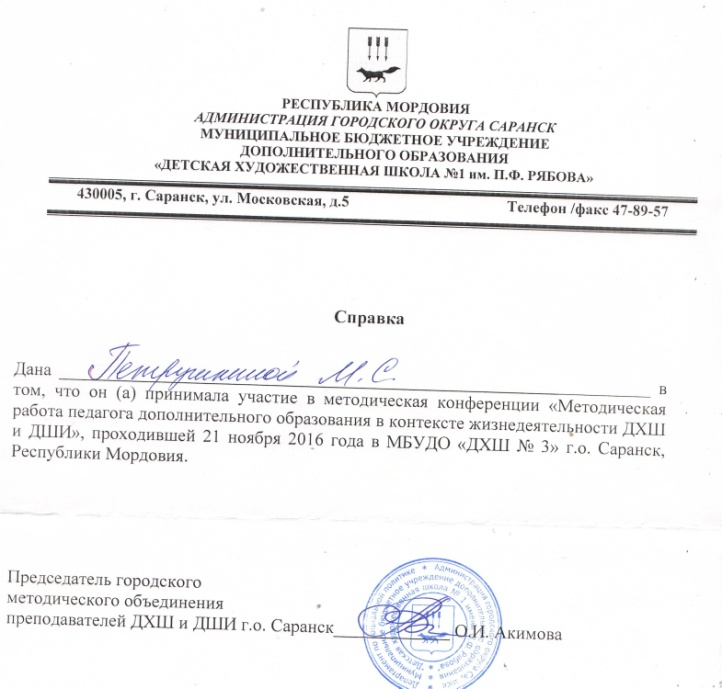 РЕСПУБЛИКА МОРДОВИЯ
АДМИНИСТРАЦИЯ ГОРОДСКОГО ОКРУГА САРАНСК
МУНИЦИПАЛЬНОЕ БЮДЖЕТНОЕ УЧРЕЖДЕНИЕ
ДОПОЛНИТЕЛЬНОГО ОБРАЗОВАНИЯ
«ДЕТСКАЯ ХУДОЖЕСТВЕННАЯ ШКОЛА №1 им. П.Ф. РЯБОВА»
430005, г. Саранск, ул. Московская, д.5 Телефон /факс 47-89-57
Справка
Дана М.С. в
том, что он (а) принимала участие в методическая конференции «Методическая
работа педагога дополнительного образования в контексте жизнедеятельности ДХШ
и ДШИ», проходившей 21 ноября 2016 года в МБУДО «ДХШ № 3» г.о. Саранск,
Республики Мордовия.
Председатель городского
методического объединения
преподавателей ДХШ и ДШИ г.о. Саранск О.И. Акимова